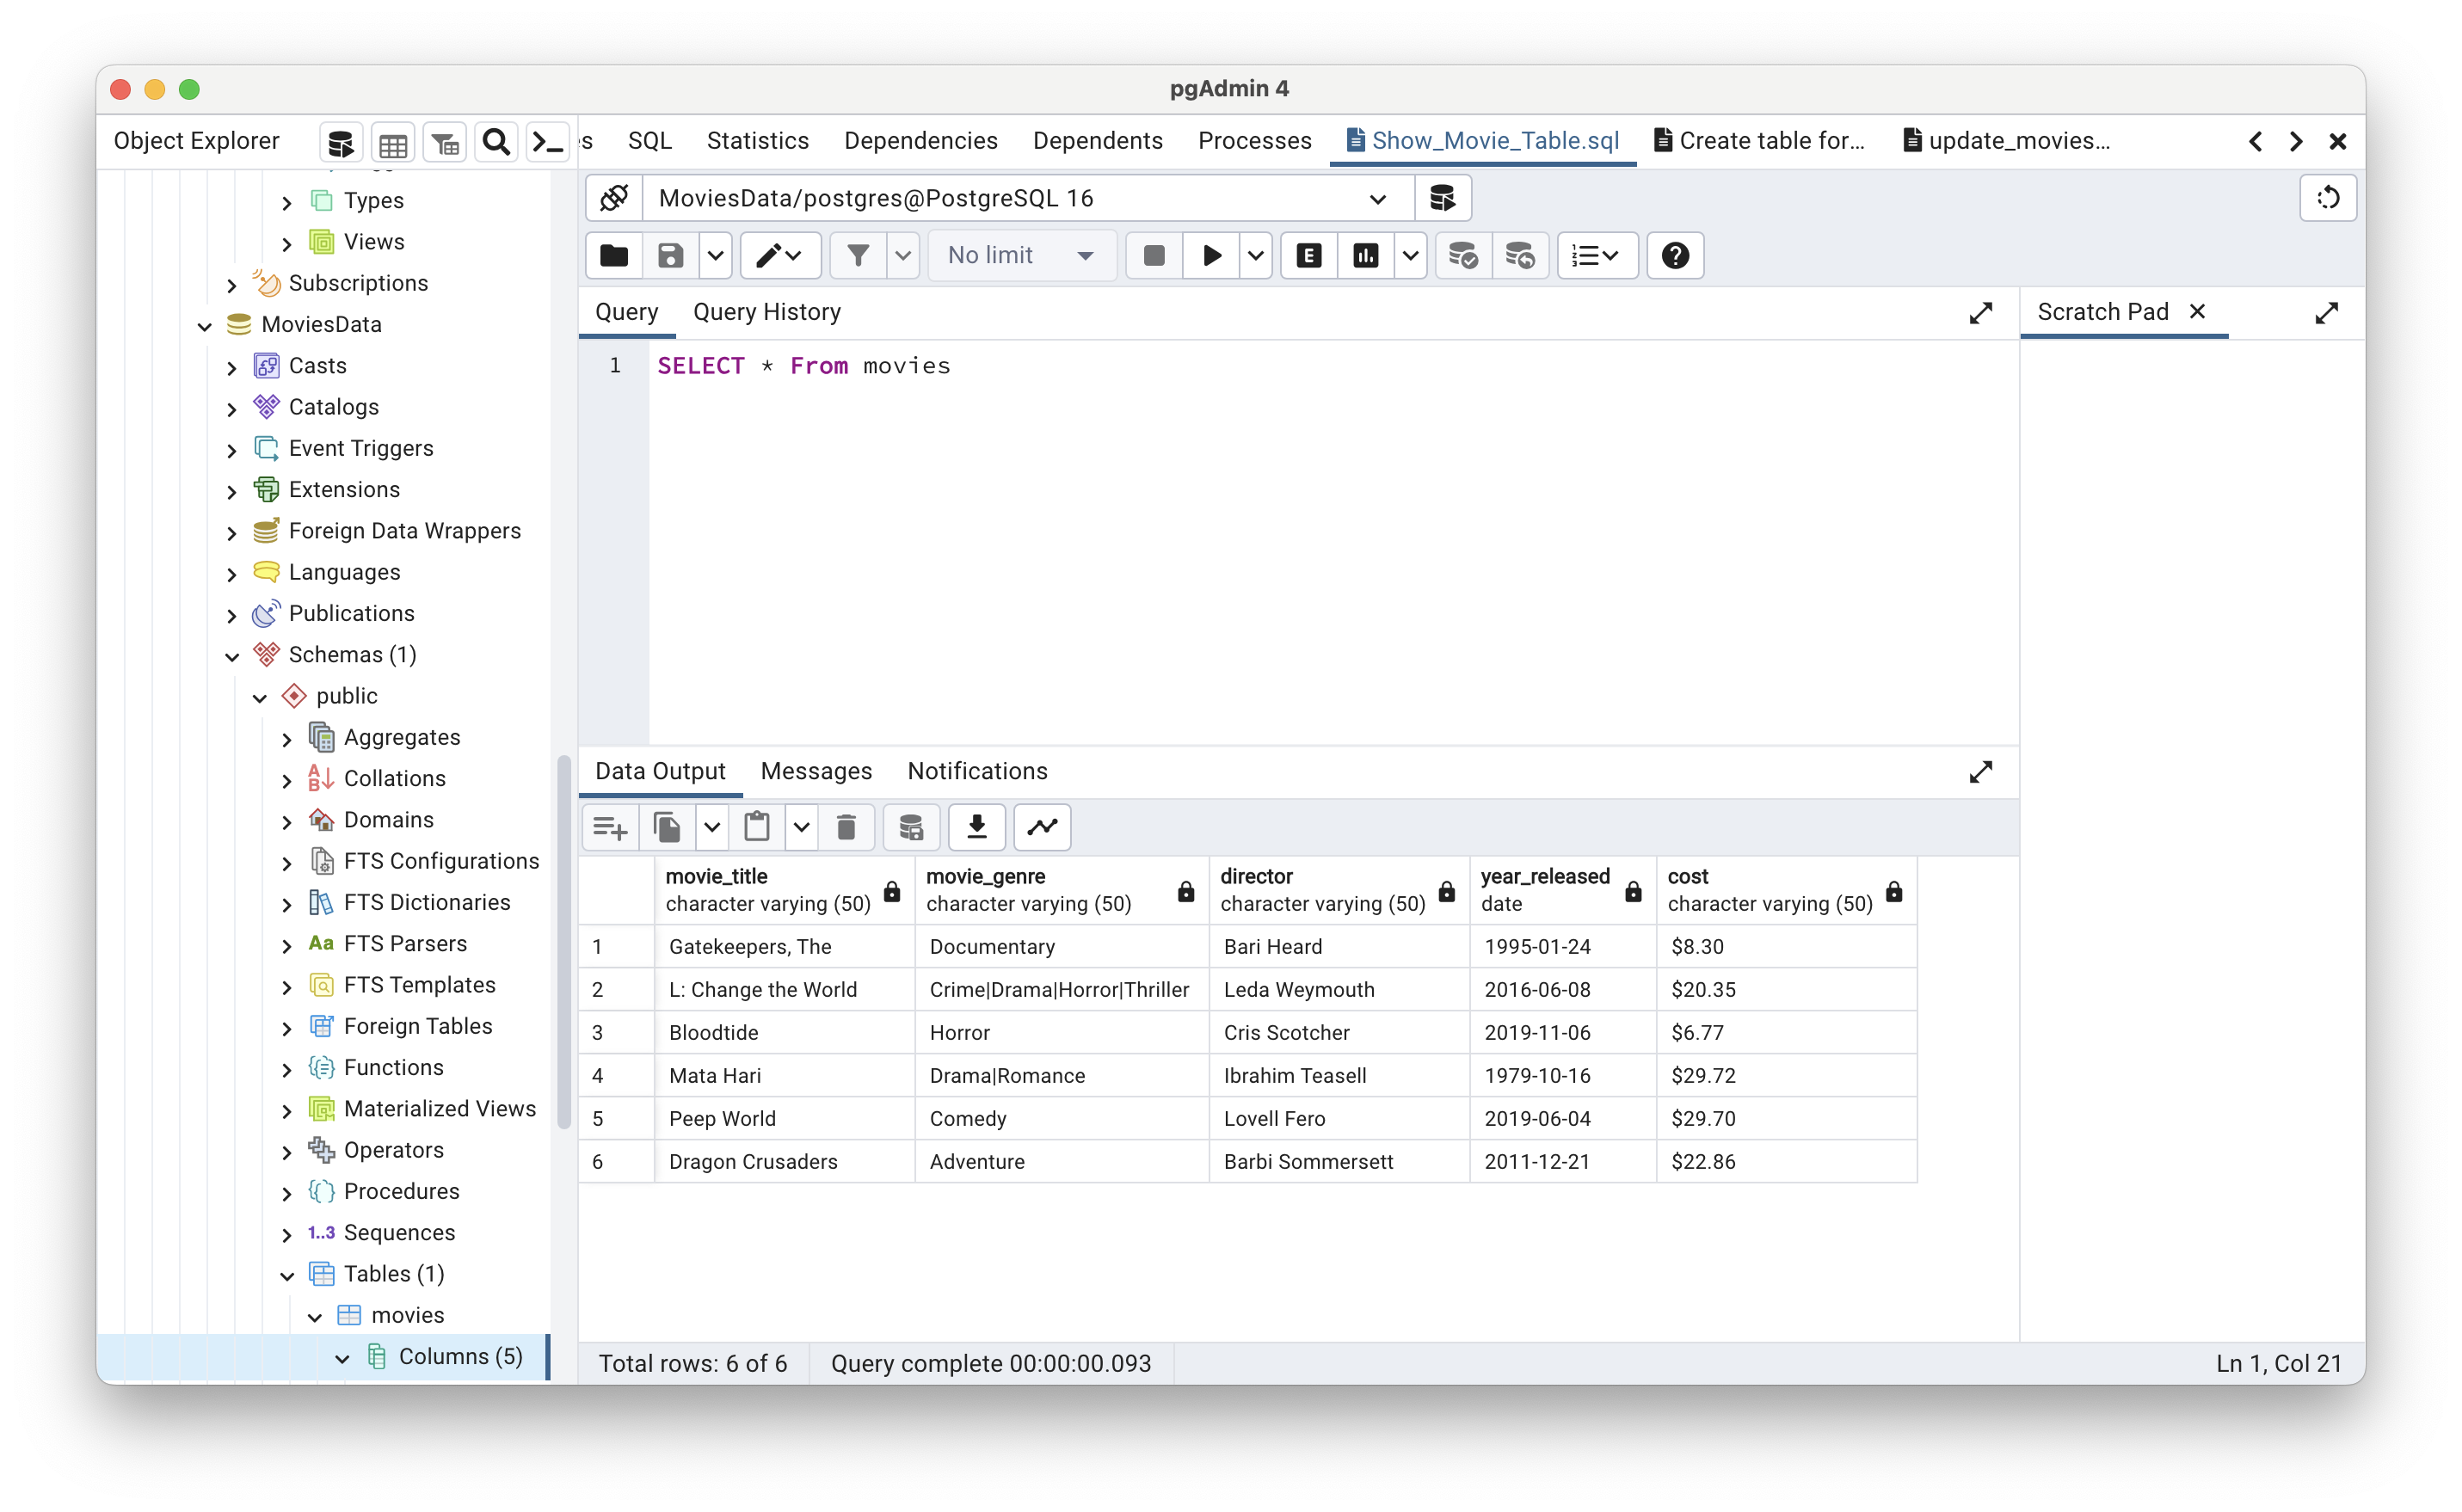 pgAdmin 4
Object Explorer
s SQL Statistics Dependencies Dependents Processes Show_Movie_Table.sql Create table for... update_movies...
Types
Views
Subscriptions
MoviesData
Casts
Catalogs
Event Triggers
Extensions
Foreign Data Wrappers
Languages
Publications
Schemas (1)
public
Aggregates
Collations
Domains
FTS Configurations
FTS Dictionaries
Aa FTS Parsers
FTS Templates
Foreign Tables
Functions
Materialized Views
Operators
Procedures
1..3 Sequences
Tables (1)
movies
Columns (5)
MoviesData/postgres@PostgreSQL 16
No limit
E
Query Query History
Scratch Pad
1 SELECT * From movies
Data Output Messages Notifications
movie_title movie_genre director year_released cost
character varying (50) character varying (50) character varying (50) date character varying (50)
1 Gatekeepers, The Documentary Bari Heard 1995-01-24 $8.30
2 L: Change the World Crime|Drama|Horror|Thriller Leda Weymouth 2016-06-08 $20.35
3 Bloodtide Horror Cris Scotcher 2019-11-06 $6.77
4 Mata Hari Drama|Romance Ibrahim Teasell 1979-10-16 $29.72
5 Peep World Comedy Lovell Fero 2019-06-04 $29.70
6 Dragon Crusaders Adventure Barbi Sommersett 2011-12-21 $22.86
Total rows: 6 of 6 Query complete 00:00:00.093 Ln 1, Col 21